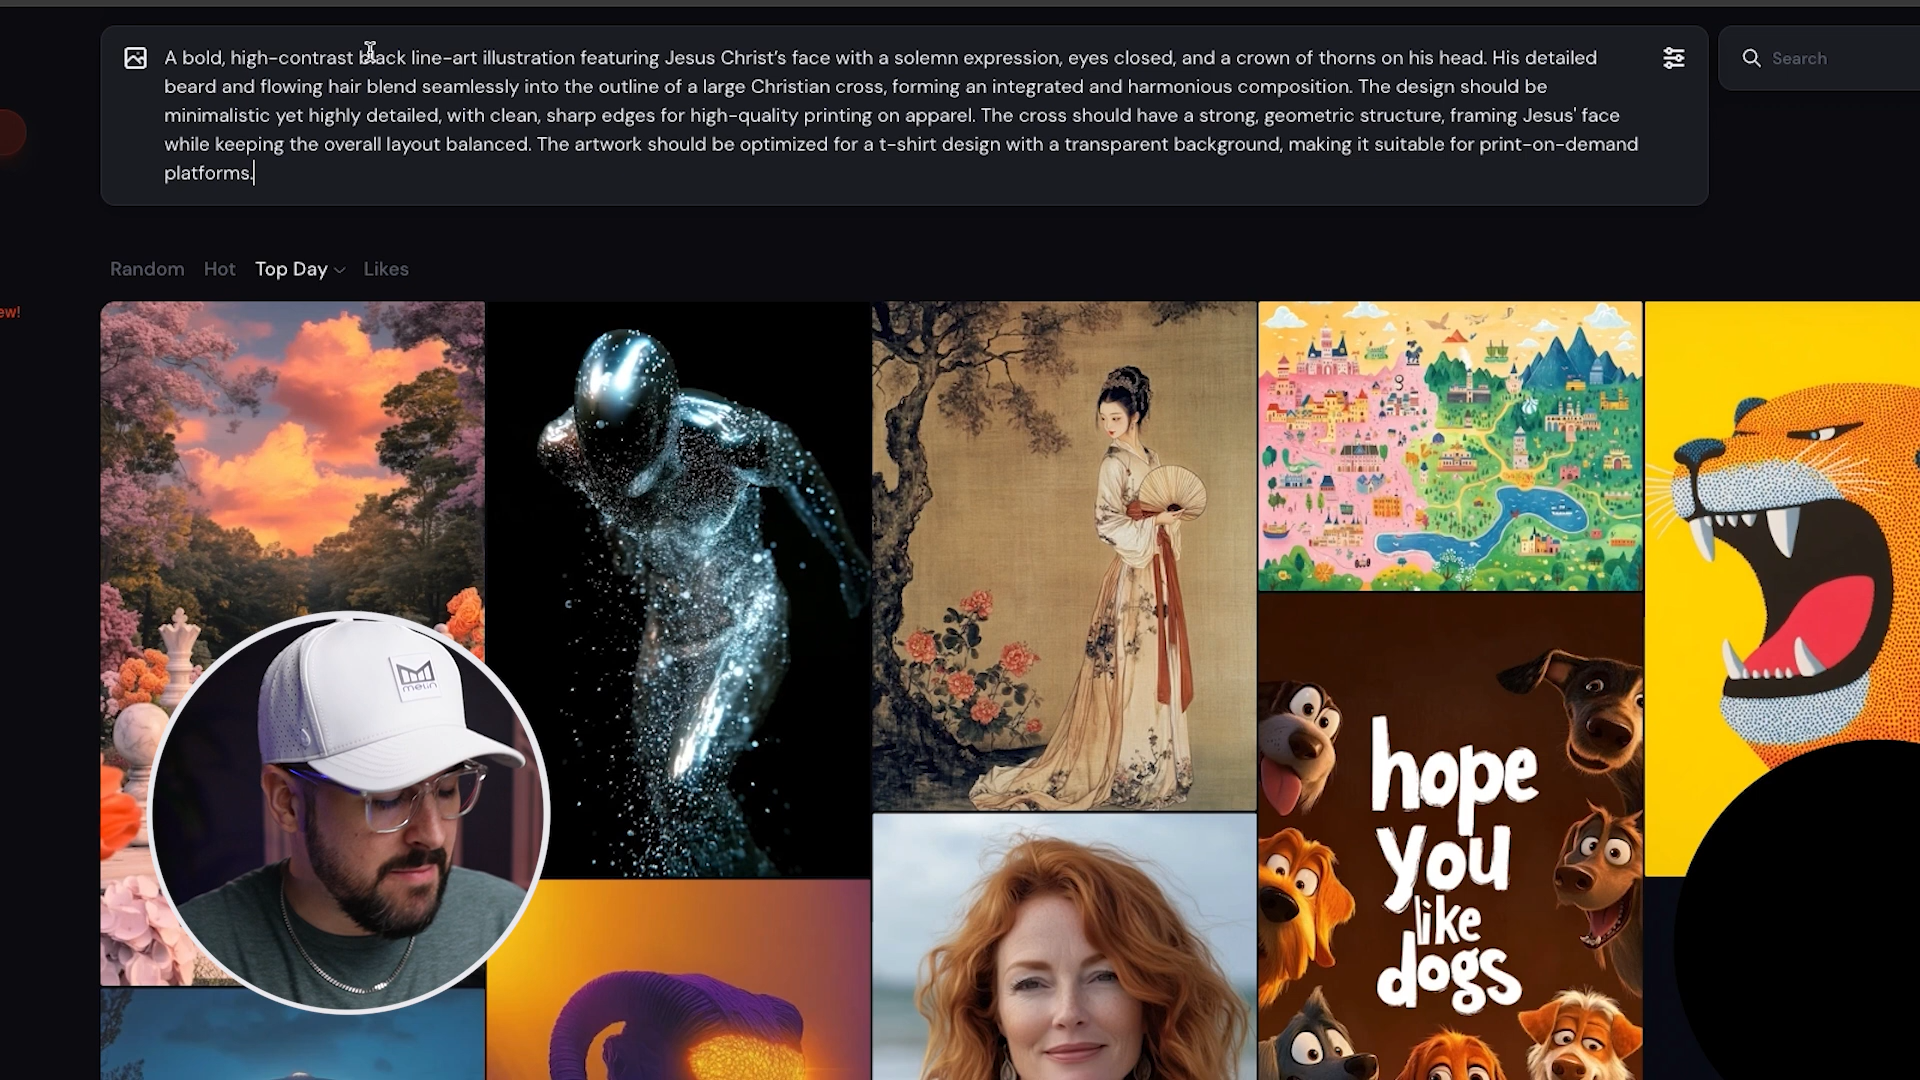 A bold, high-contrast black line-art illustration featuring Jesus Christ’s face with a solemn expression, eyes closed, and a crown of thorns on his head. His detailed
beard and flowing hair blend seamlessly into the outline of a large Christian cross, forming an integrated and harmonious composition. The design should be
minimalistic yet highly detailed, with clean, sharp edges for high-quality printing on apparel. The cross should have a strong, geometric structure, framing Jesus' face
while keeping the overall layout balanced. The artwork should be optimized for a t-shirt design with a transparent background, making it suitable for print-on-demand
platforms.
Search
Random Hot Top Day Likes
ew!
melin
hope
you
like
dogs